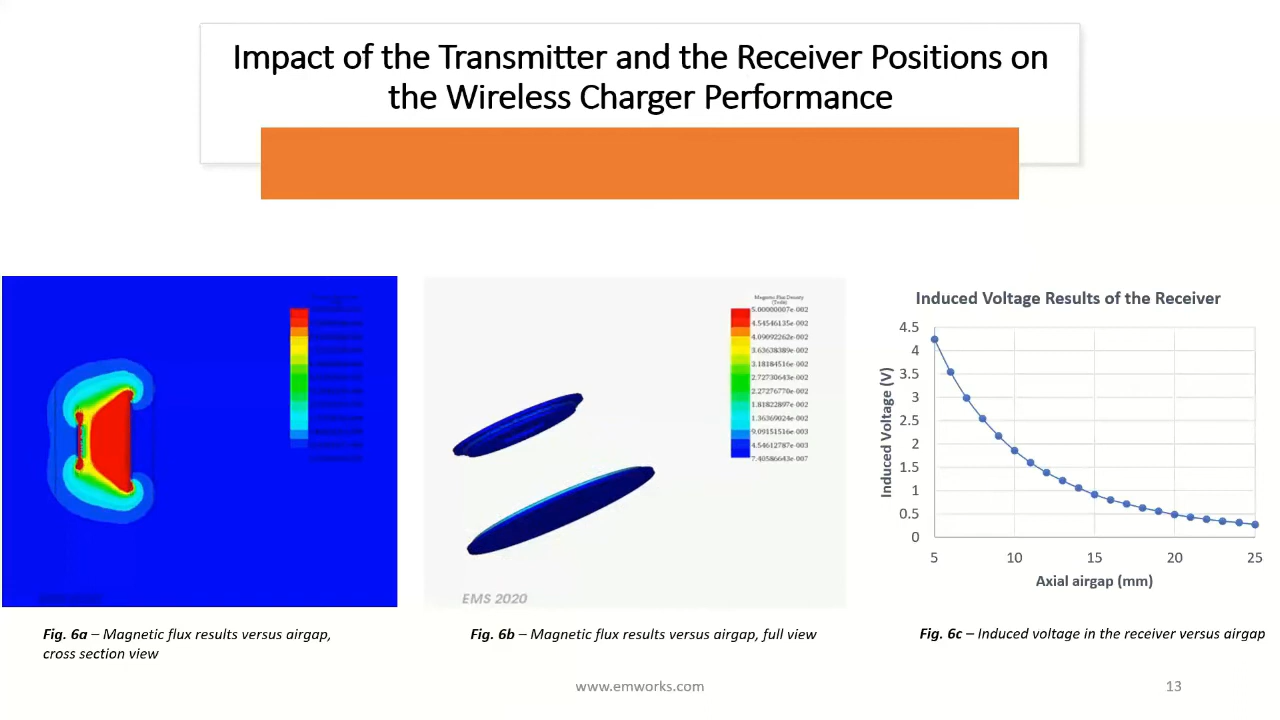 Impact of the Transmitter and the Receiver Positions on
the Wireless Charger Performance
Magnetic Flux Density
(Tesla)
5.00000007e-002
4.54546135e-002
4.09092262e-002
3.63638389e-002
3.18184516e-002
2.72730643e-002
2.27276770e-002
1.81822897e-002
1.36369024e-002
9.09151516e-003
4.54612787e-003
7.40586643e-007
EMS 2020
Induced Voltage Results of the Receiver
Induced Voltage (V)
4.5
4
3.5
3
2.5
2
1.5
1
0.5
0
5 10 15 20 25
Axial airgap (mm)
Fig. 6a – Magnetic flux results versus airgap,
cross section view
Fig. 6b – Magnetic flux results versus airgap, full view
Fig. 6c – Induced voltage in the receiver versus airgap
www.emworks.com
13